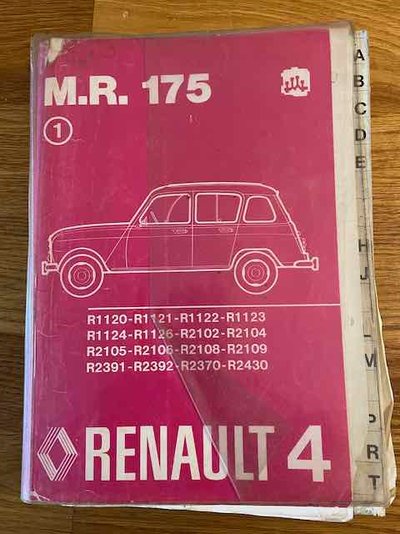 M.R. 175
1
R1120-R1121-R1122-R1123
R1124-R1126-R2102-R2104
R2105-R2106-R2108-R2109
R2391-R2392-R2370-R2430
RENAULT 4
A
B
C
D
E
H
J
L
M
P
R
T